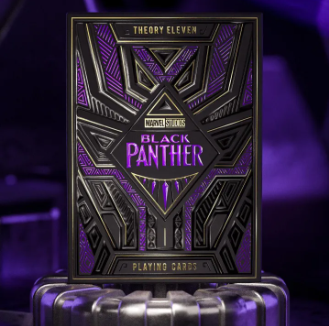 THEORY ELEVEN
MARVEL STUDIOS
BLACK
PANTHER
PLAYING CARDS